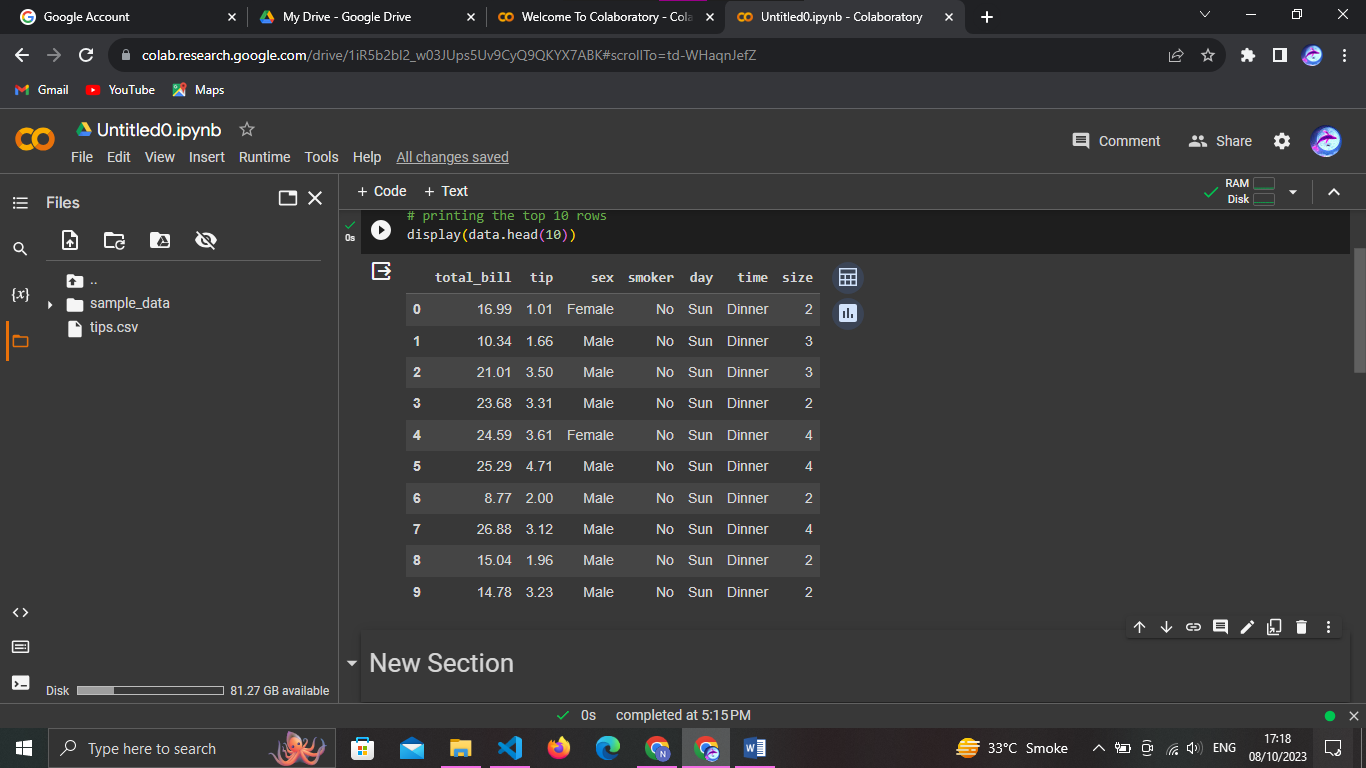 Google Account
My Drive - Google Drive
Welcome To Colaboratory - Cola
Untitled0.ipynb - Colaboratory
colab.research.google.com/drive/1iR5b2bI2_w03JUps5Uv9CyQ9QKYX7ABK#scrollTo=td-WHaqnJefZ
Gmail YouTube Maps
Untitled0.ipynb
File Edit View Insert Runtime Tools Help All changes saved
Comment Share
Files
+ Code + Text
RAM
Disk
..
sample_data
tips.csv
{x}
0s
# printing the top 10 rows
display(data.head(10))
total_bill tip sex smoker day time size
0 16.99 1.01 Female No Sun Dinner 2
1 10.34 1.66 Male No Sun Dinner 3
2 21.01 3.50 Male No Sun Dinner 3
3 23.68 3.31 Male No Sun Dinner 2
4 24.59 3.61 Female No Sun Dinner 4
5 25.29 4.71 Male No Sun Dinner 4
6 8.77 2.00 Male No Sun Dinner 2
7 26.88 3.12 Male No Sun Dinner 4
8 15.04 1.96 Male No Sun Dinner 2
9 14.78 3.23 Male No Sun Dinner 2
New Section
Disk 81.27 GB available
0s completed at 5:15 PM
Type here to search
N
W
33°C Smoke
ENG
17:18
08/10/2023